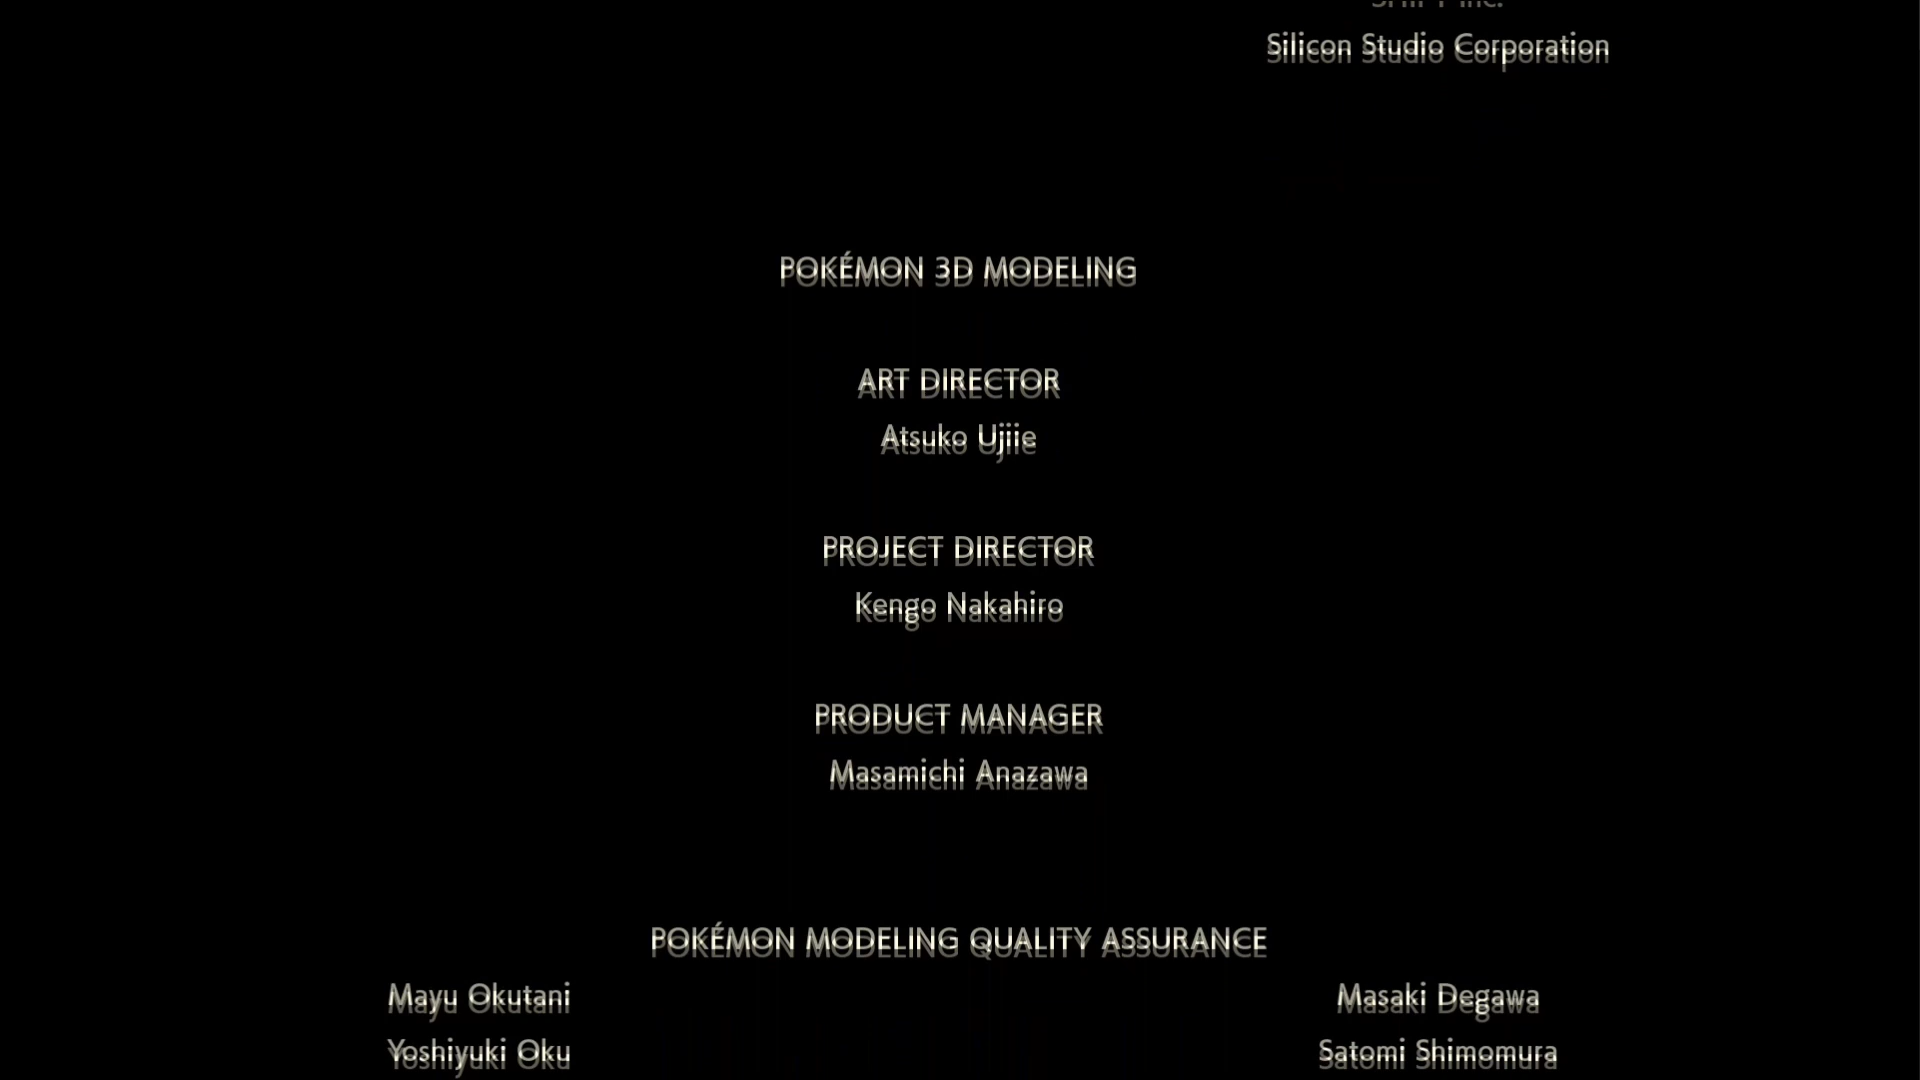 Silicon Studio Corporation
POKÉMON 3D MODELING
ART DIRECTOR
Atsuko Ujiie
PROJECT DIRECTOR
Kengo Nakahiro
PRODUCT MANAGER
Masamichi Anazawa
POKÉMON MODELING QUALITY ASSURANCE
Mayu Okutani
Masaki Degawa
Yoshiyuki Oku
Satomi Shimomura